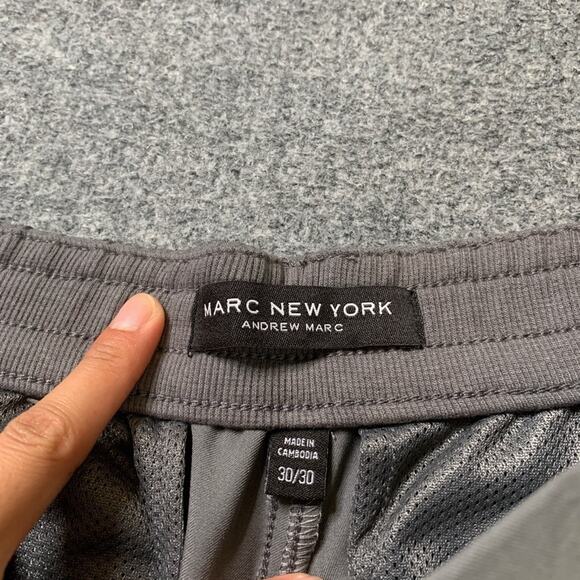 MARC NEW YORK
ANDREW MARC
MADE IN
CAMBODIA
30/30